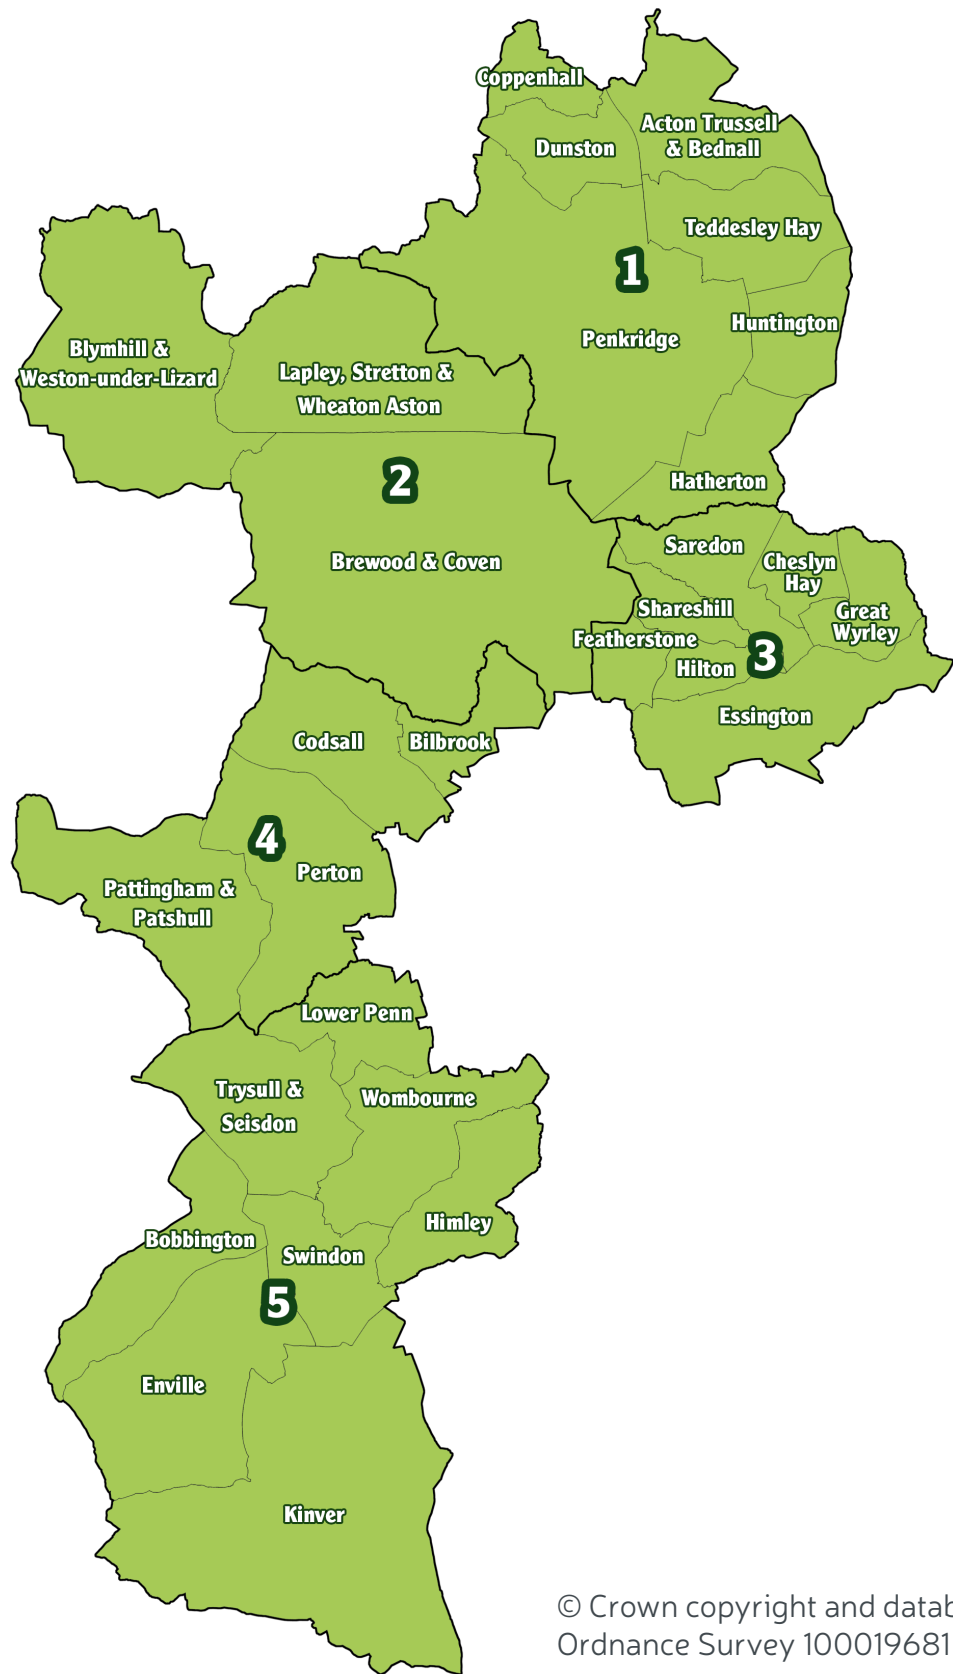 Coppenhall
Acton Trussell
& Bednall
Dunston
Teddesley Hay
1
Huntington
Penkridge
Blymhill &
Weston-under-Lizard
Lapley, Stretton &
Wheaton Aston
2
Hatherton
Brewood & Coven
Saredon
Cheslyn
Hay
Shareshill
Great
Wyrley
Featherstone
Hilton
3
Essington
Codsall
Bilbrook
4
Perton
Pattingham &
Patshull
Lower Penn
Trysull &
Seisdon
Wombourne
Himley
Bobbington
Swindon
5
Enville
Kinver
© Crown copyright and datab
Ordnance Survey 100019681